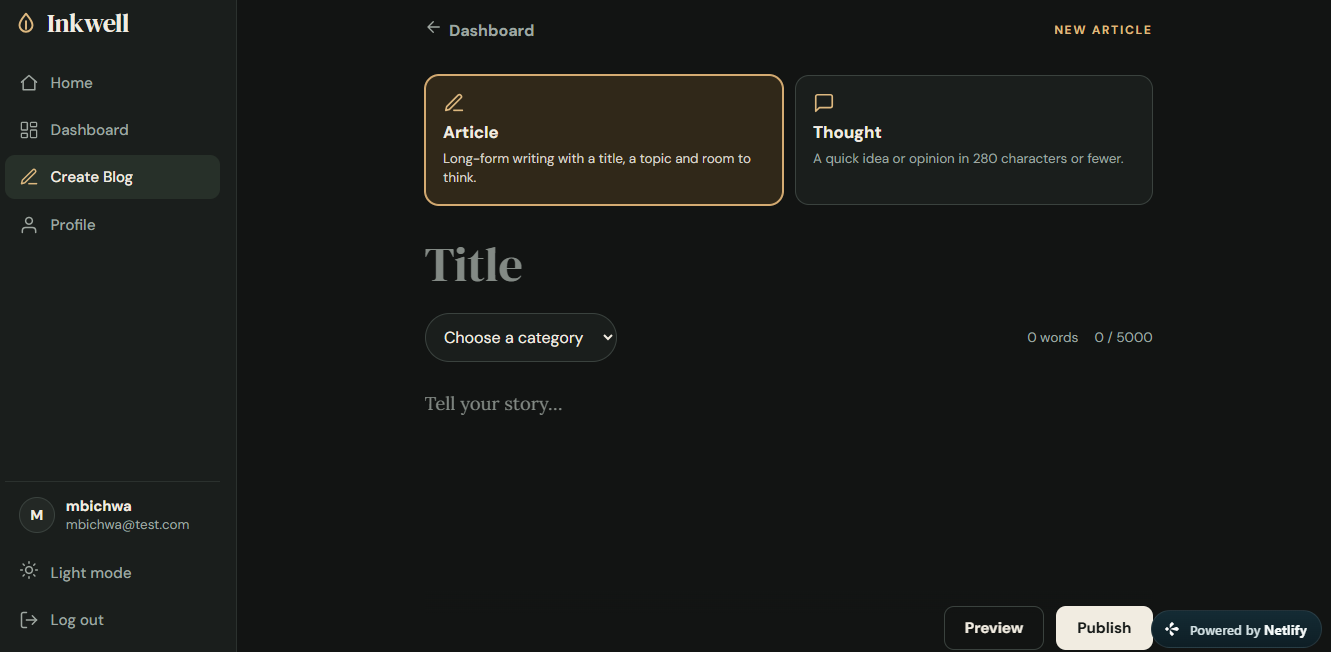 Inkwell
Home
Dashboard
Create Blog
Profile
mbichwa
M
mbichwa@test.com
Light mode
Log out
Dashboard
NEW ARTICLE
Article
Long-form writing with a title, a topic and room to
think.
Thought
A quick idea or opinion in 280 characters or fewer.
Title
Choose a category
0 words
0 / 5000
Tell your story...
Preview
Publish
Powered by Netlify